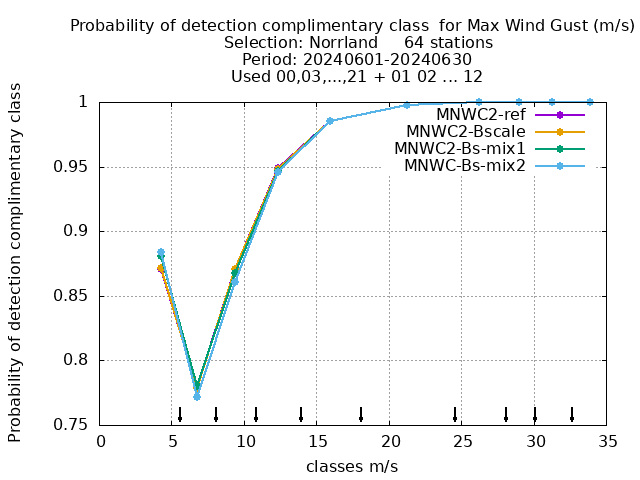 Probability of detection complimentary class  for Max Wind Gust (m/s)
Selection: Norrland     64 stations
Period: 20240601-20240630
Used 00,03,...,21 + 01 02 ... 12
Probability of detection complimentary class
1
0.95
0.9
0.85
0.8
0.75
MNWC2-ref
MNWC2-Bscale
MNWC2-Bs-mix1
MNWC-Bs-mix2
0 5 10 15 20 25 30 35
classes m/s